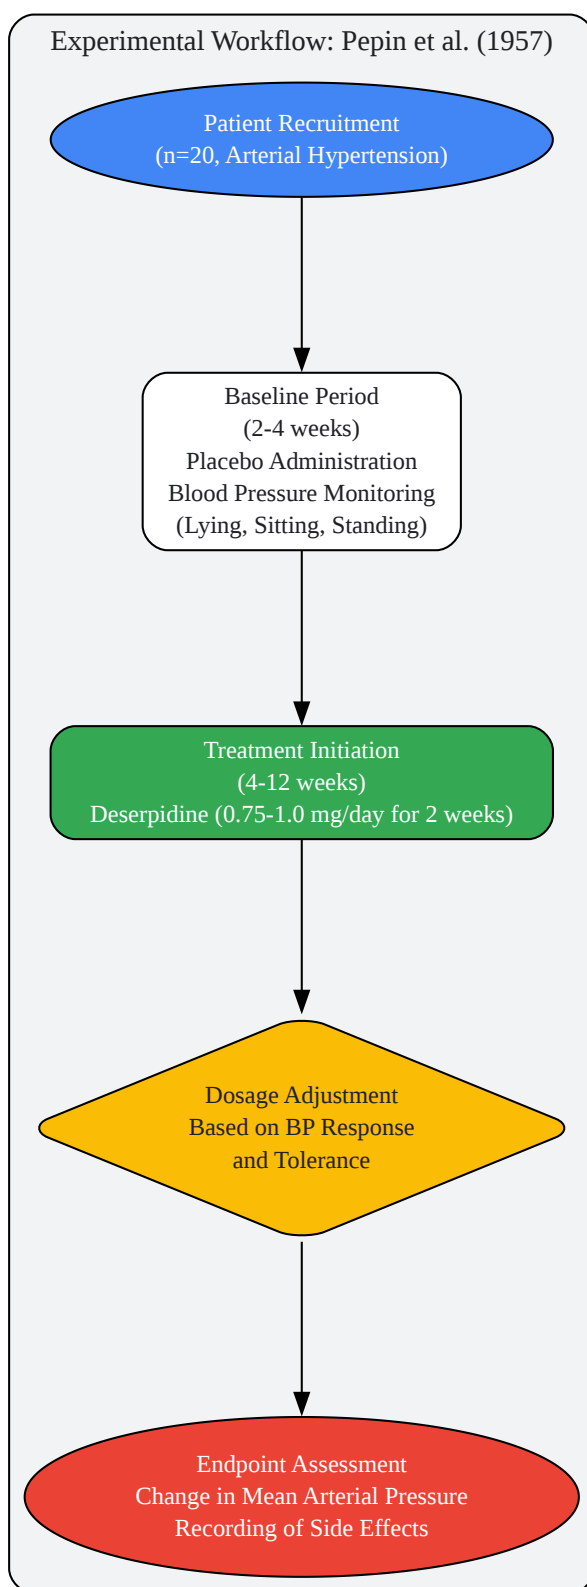 Experimental Workflow: Pepin et al. (1957)
Patient Recruitment
(n=20, Arterial Hypertension)
Baseline Period
(2-4 weeks)
Placebo Administration
Blood Pressure Monitoring
(Lying, Sitting, Standing)
Treatment Initiation
(4-12 weeks)
Deserpidine (0.75-1.0 mg/day for 2 weeks)
Dosage Adjustment
Based on BP Response
and Tolerance
Endpoint Assessment
Change in Mean Arterial Pressure
Recording of Side Effects